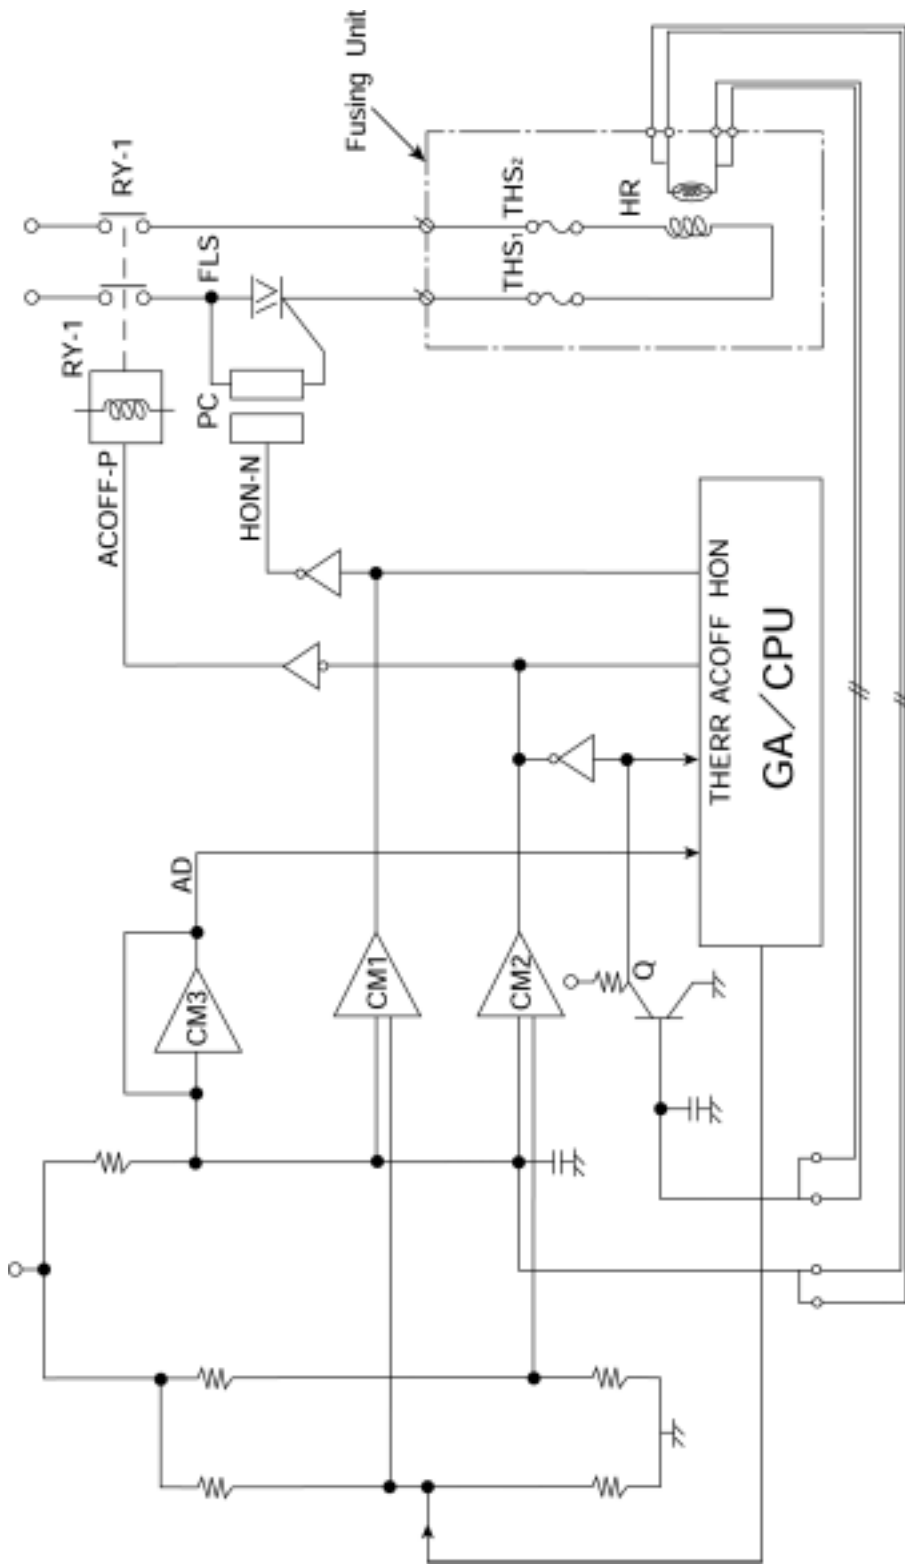 RY-1
RY-1
ACOFF-P
FLS
PC
HON-N
Fusing Unit
THS1 THS2
HR
AD
CM3
CM1
CM2
Q
THERR ACOFF HON
GA/CPU